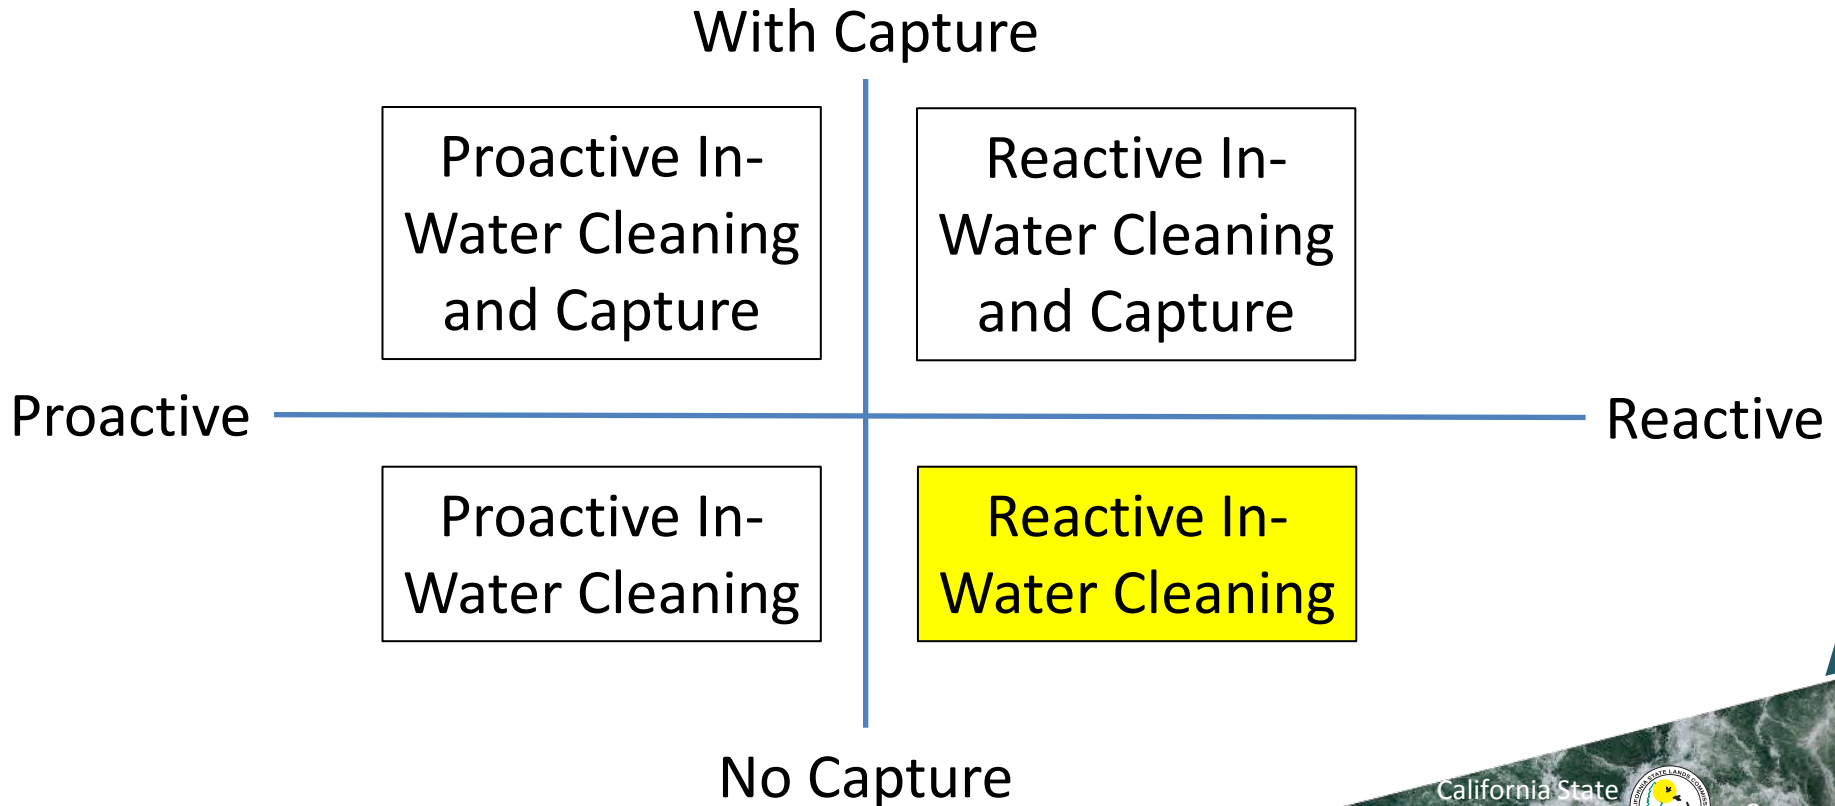 With Capture
Proactive In-
Water Cleaning
and Capture
Reactive In-
Water Cleaning
and Capture
Proactive
Reactive
Proactive In-
Water Cleaning
Reactive In-
Water Cleaning
No Capture
California State